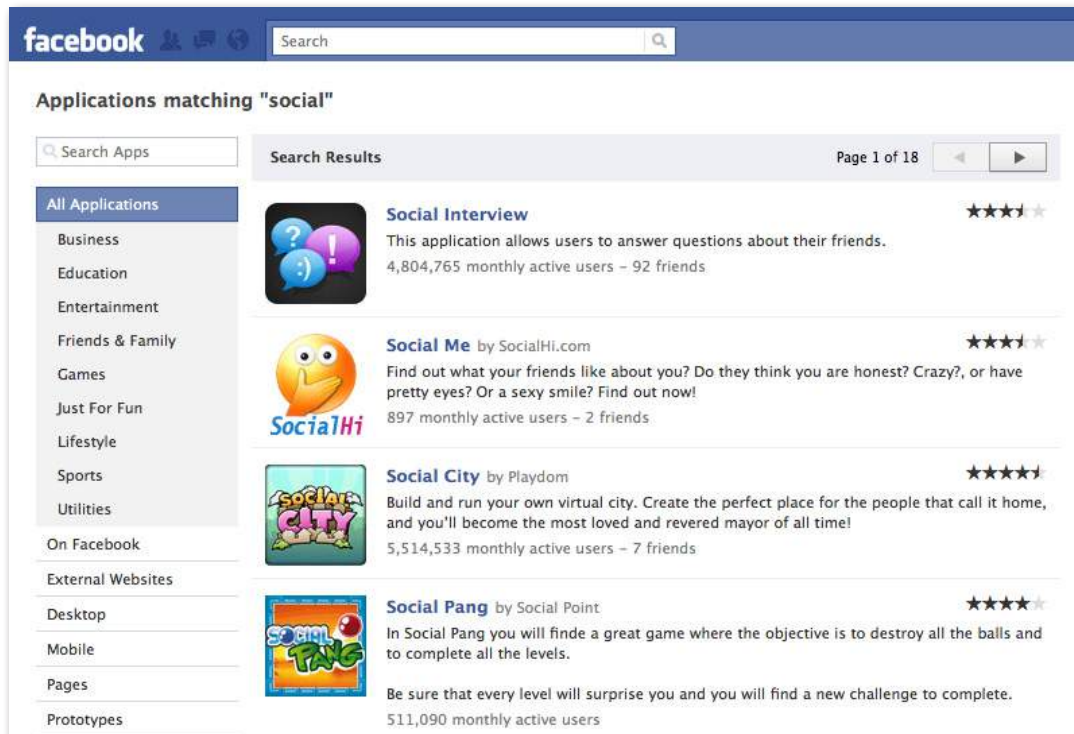 facebook
Search
Applications matching "social"
Search Apps
All Applications
Business
Education
Entertainment
Friends & Family
Games
Just For Fun
Lifestyle
Sports
Utilities
On Facebook
External Websites
Desktop
Mobile
Pages
Prototypes
Search Results
Page 1 of 18
Social Interview
This application allows users to answer questions about their friends.
4,804,765 monthly active users – 92 friends
?
!
:)
Social Me by SocialHi.com
Find out what your friends like about you? Do they think you are honest? Crazy?, or have
pretty eyes? Or a sexy smile? Find out now!
897 monthly active users – 2 friends
SocialHi
Social City by Playdom
Build and run your own virtual city. Create the perfect place for the people that call it home,
and you'll become the most loved and revered mayor of all time!
5,514,533 monthly active users – 7 friends
SOCIAL
CITY
Social Pang by Social Point
In Social Pang you will finde a great game where the objective is to destroy all the balls and
to complete all the levels.
Be sure that every level will surprise you and you will find a new challenge to complete.
511,090 monthly active users
SOCIAL
PANG